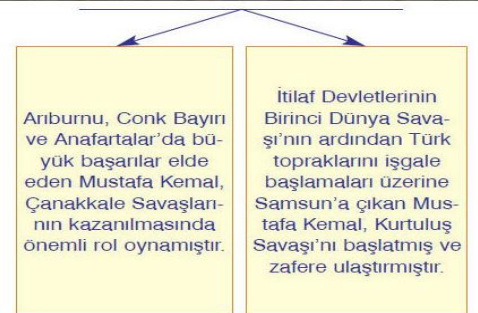 Arıburnu, Conk Bayırı
ve Anafartalar'da bü-
yük başarılar elde
eden Mustafa Kemal,
Çanakkale Savaşları-
nın kazanılmasında
önemli rol oynamıştır.
İtilaf Devletlerinin
Birinci Dünya Sava-
şı'nın ardından Türk
topraklarını işgale
başlamaları üzerine
Samsun'a çıkan Mus-
tafa Kemal, Kurtuluş
Savaşı'nı başlatmış ve
zafere ulaştırmıştır.